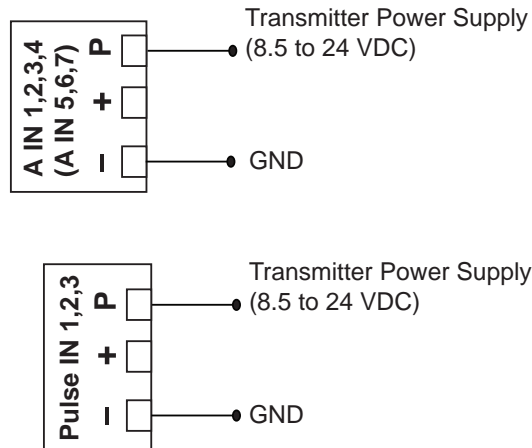 A IN 1,2,3,4
(A IN 5,6,7)
P
+
−
Transmitter Power Supply
(8.5 to 24 VDC)
GND
Pulse IN 1,2,3
P
+
−
Transmitter Power Supply
(8.5 to 24 VDC)
GND